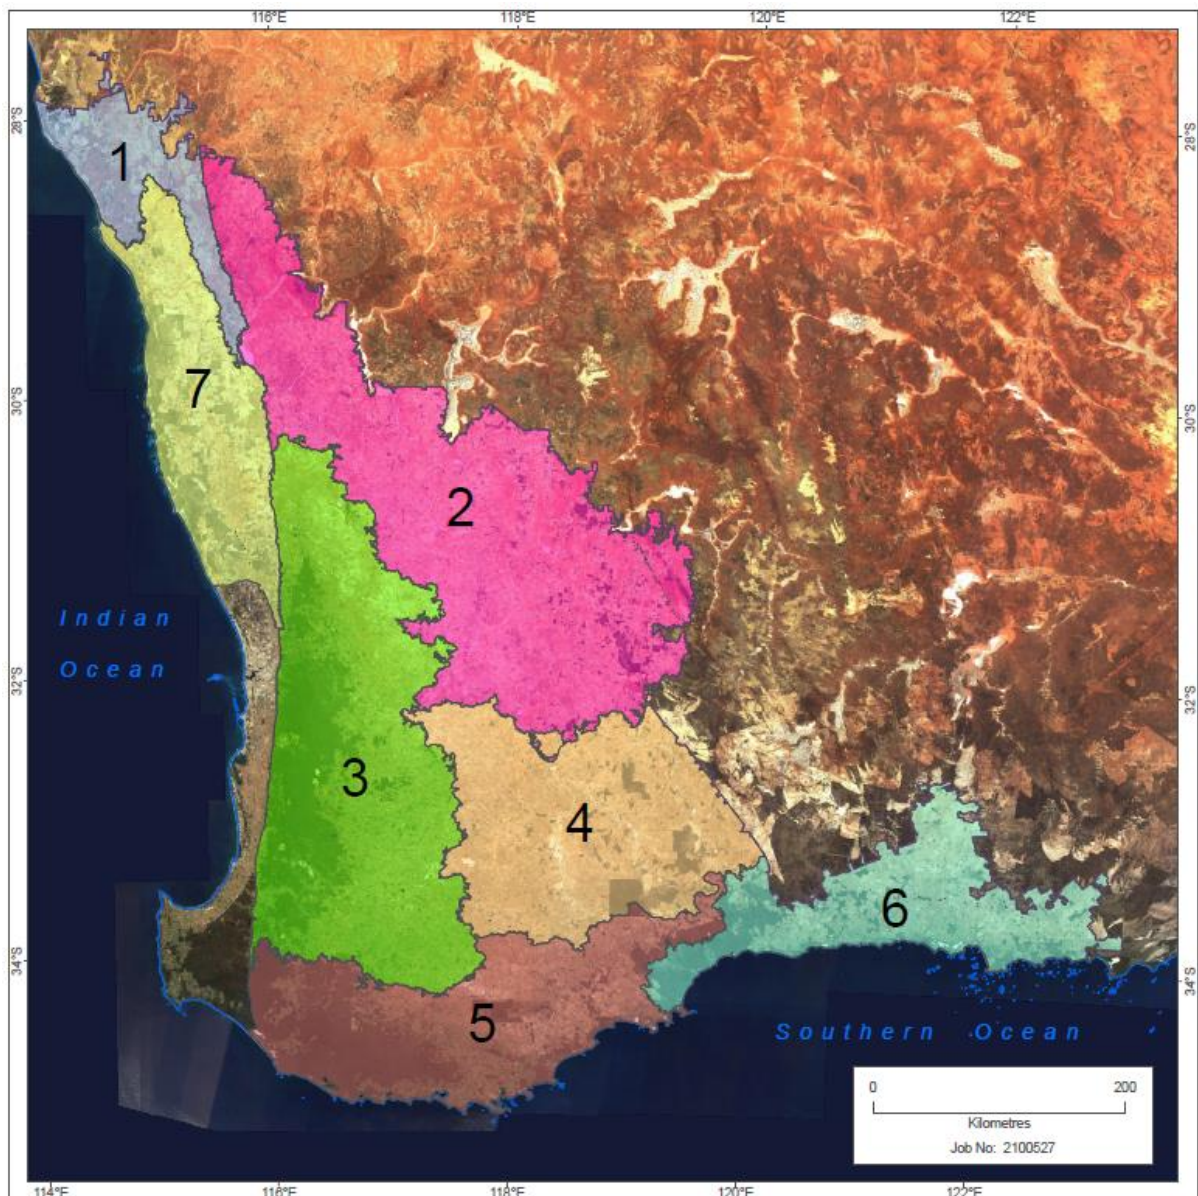 116°E 118°E 120°E 122°E
28°S 28°S
1
7
30°S 30°S
2
Indian
Ocean
32°S 32°S
3
4
6
34°S 34°S
5
Southern Ocean
0 200
Kilometres
Job No: 2100527
114°E 116°E 118°E 120°E 122°E